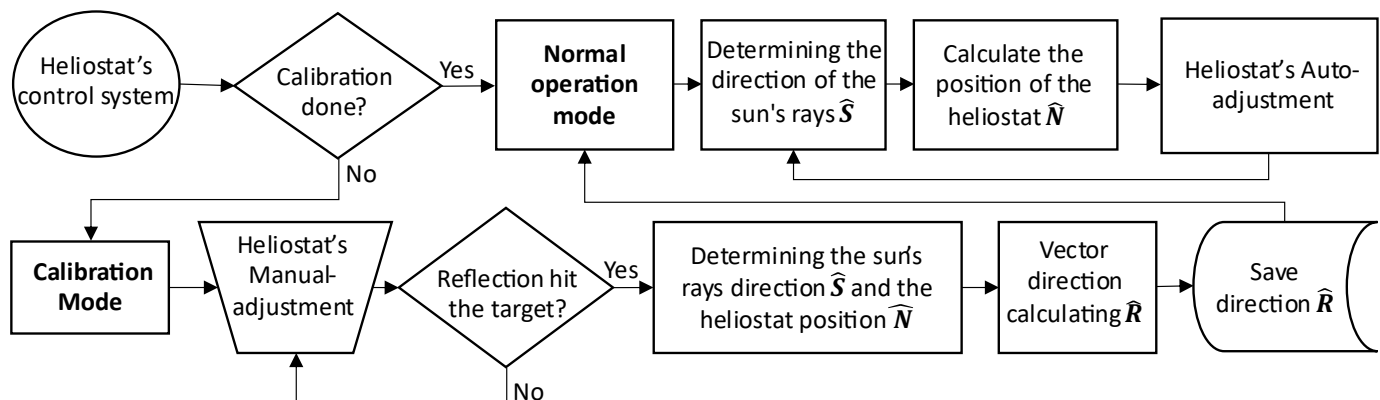 Heliostat's
control system
Calibration
done?
Yes
No
Normal
operation
mode
Determining the
direction of the
sun's rays Ŝ
Calculate the
position of the
heliostat N̂
Heliostat's Auto-
adjustment
Calibration
Mode
Heliostat's
Manual-
adjustment
Reflection hit
the target?
Yes
No
Determining the sun's
rays direction Ŝ and the
heliostat position N̂
Vector
direction
calculating R̂
Save
direction R̂